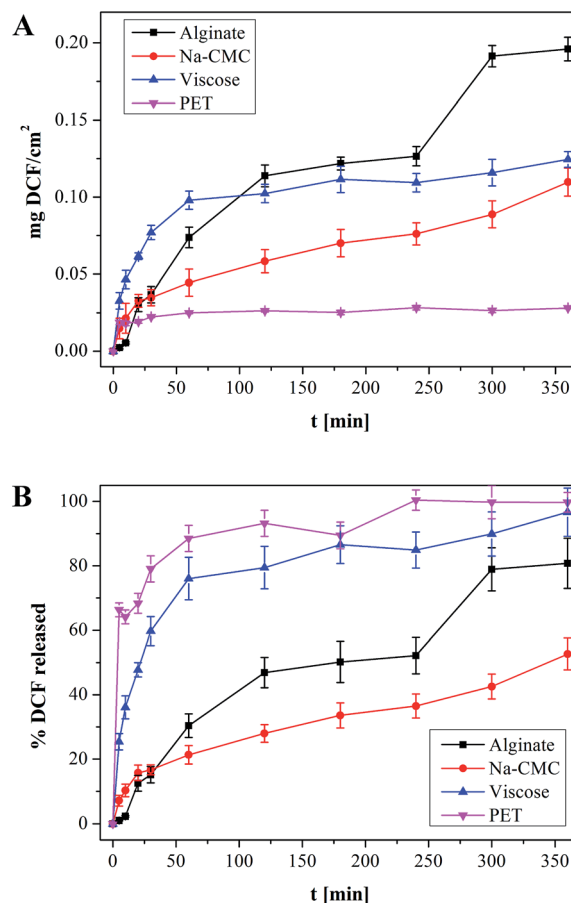 A
Alginate
Na-CMC
Viscose
PET
mg DCF/cm²
0.20
0.15
0.10
0.05
0.00
0 50 100 150 200 250 300 350
t [min]
B
% DCF released
100
80
60
40
20
0
Alginate
Na-CMC
Viscose
PET
0 50 100 150 200 250 300 350
t [min]